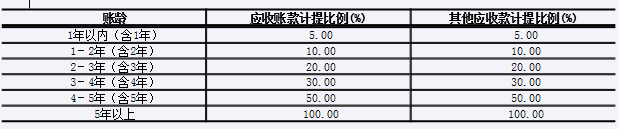 账龄 应收账款计提比例(%) 其他应收款计提比例(%)
1年以内（含1年） 5.00 5.00
1－2年（含2年） 10.00 10.00
2－3年（含3年） 20.00 20.00
3－4年（含4年） 30.00 30.00
4－5年（含5年） 50.00 50.00
5年以上 100.00 100.00